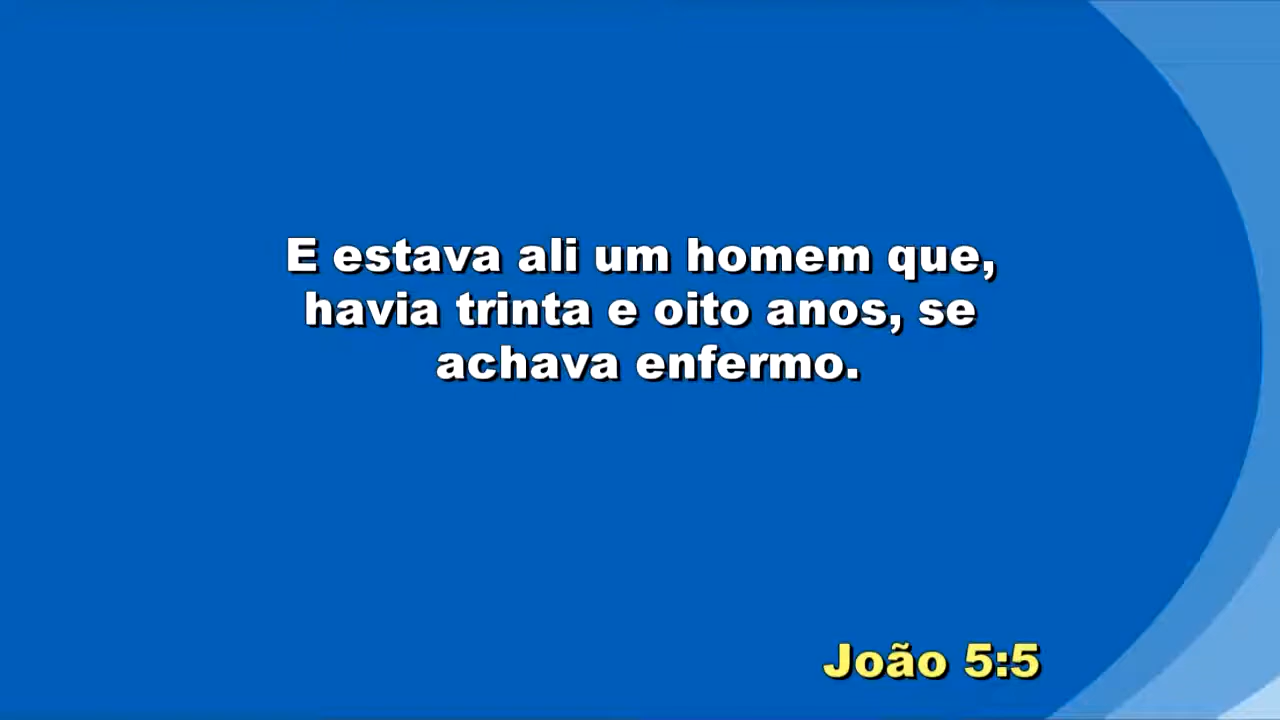 E estava ali um homem que,
havia trinta e oito anos, se
achava enfermo.
João 5:5